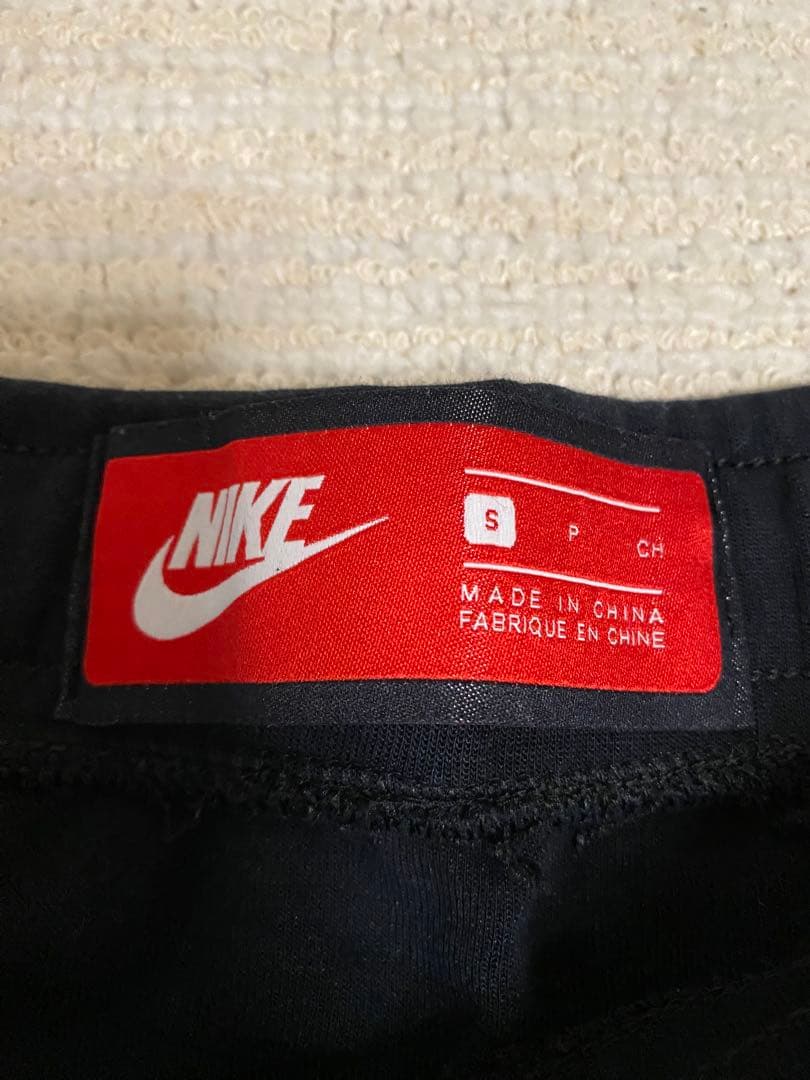 NIKE
S P CH
MADE IN CHINA
FABRIQUE EN CHINE